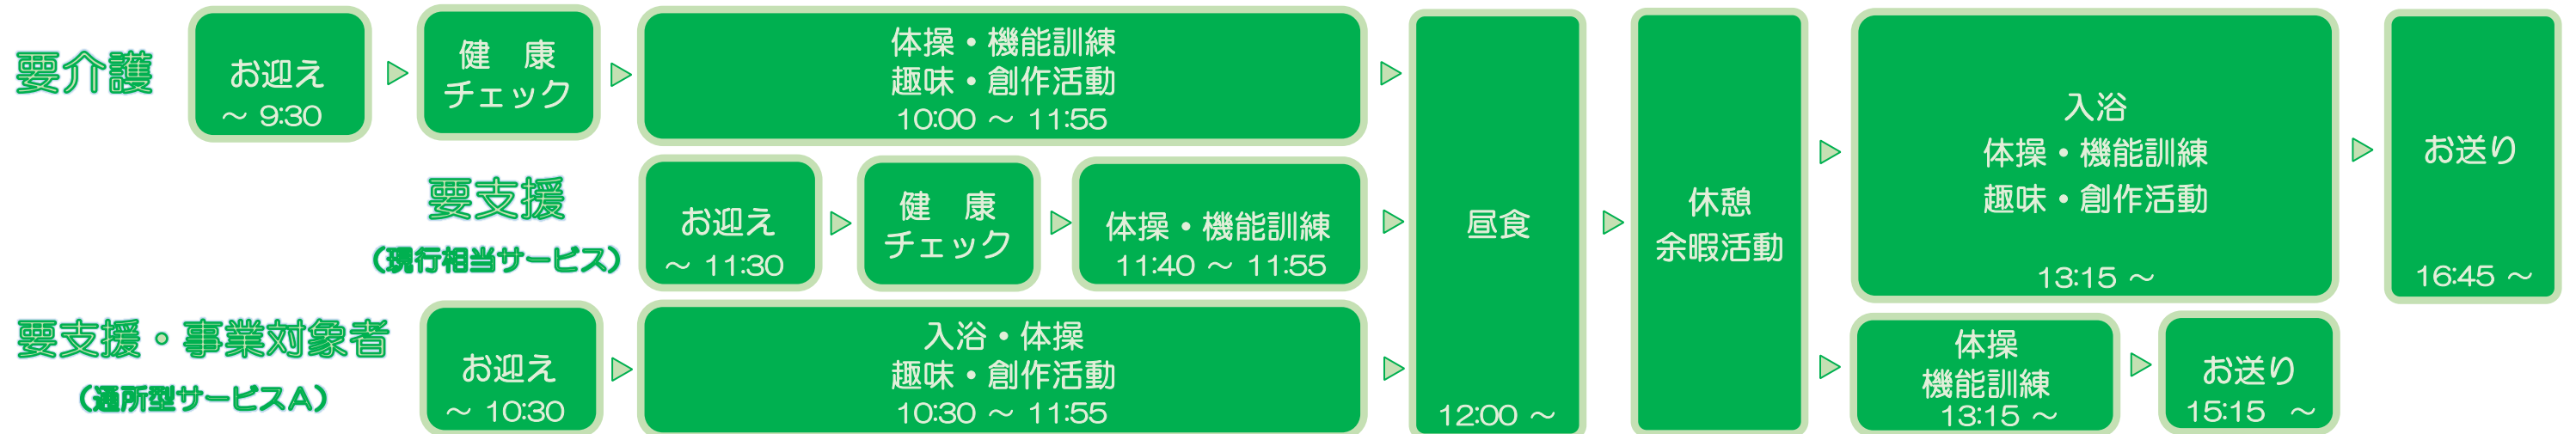 要介護
お迎え
～ 9:30
健　康
チェック
体操・機能訓練
趣味・創作活動
10:00 ～ 11:55
要支援
（現行相当サービス）
お迎え
～ 11:30
健　康
チェック
体操・機能訓練
11:40 ～ 11:55
要支援・事業対象者
（通所型サービスA）
お迎え
～ 10:30
入浴・体操
趣味・創作活動
10:30 ～ 11:55
昼食
12:00 ～
休憩
余暇活動
入浴
体操・機能訓練
趣味・創作活動
13:15 ～
お送り
16:45 ～
体操
機能訓練
13:15 ～
お送り
15:15 ～